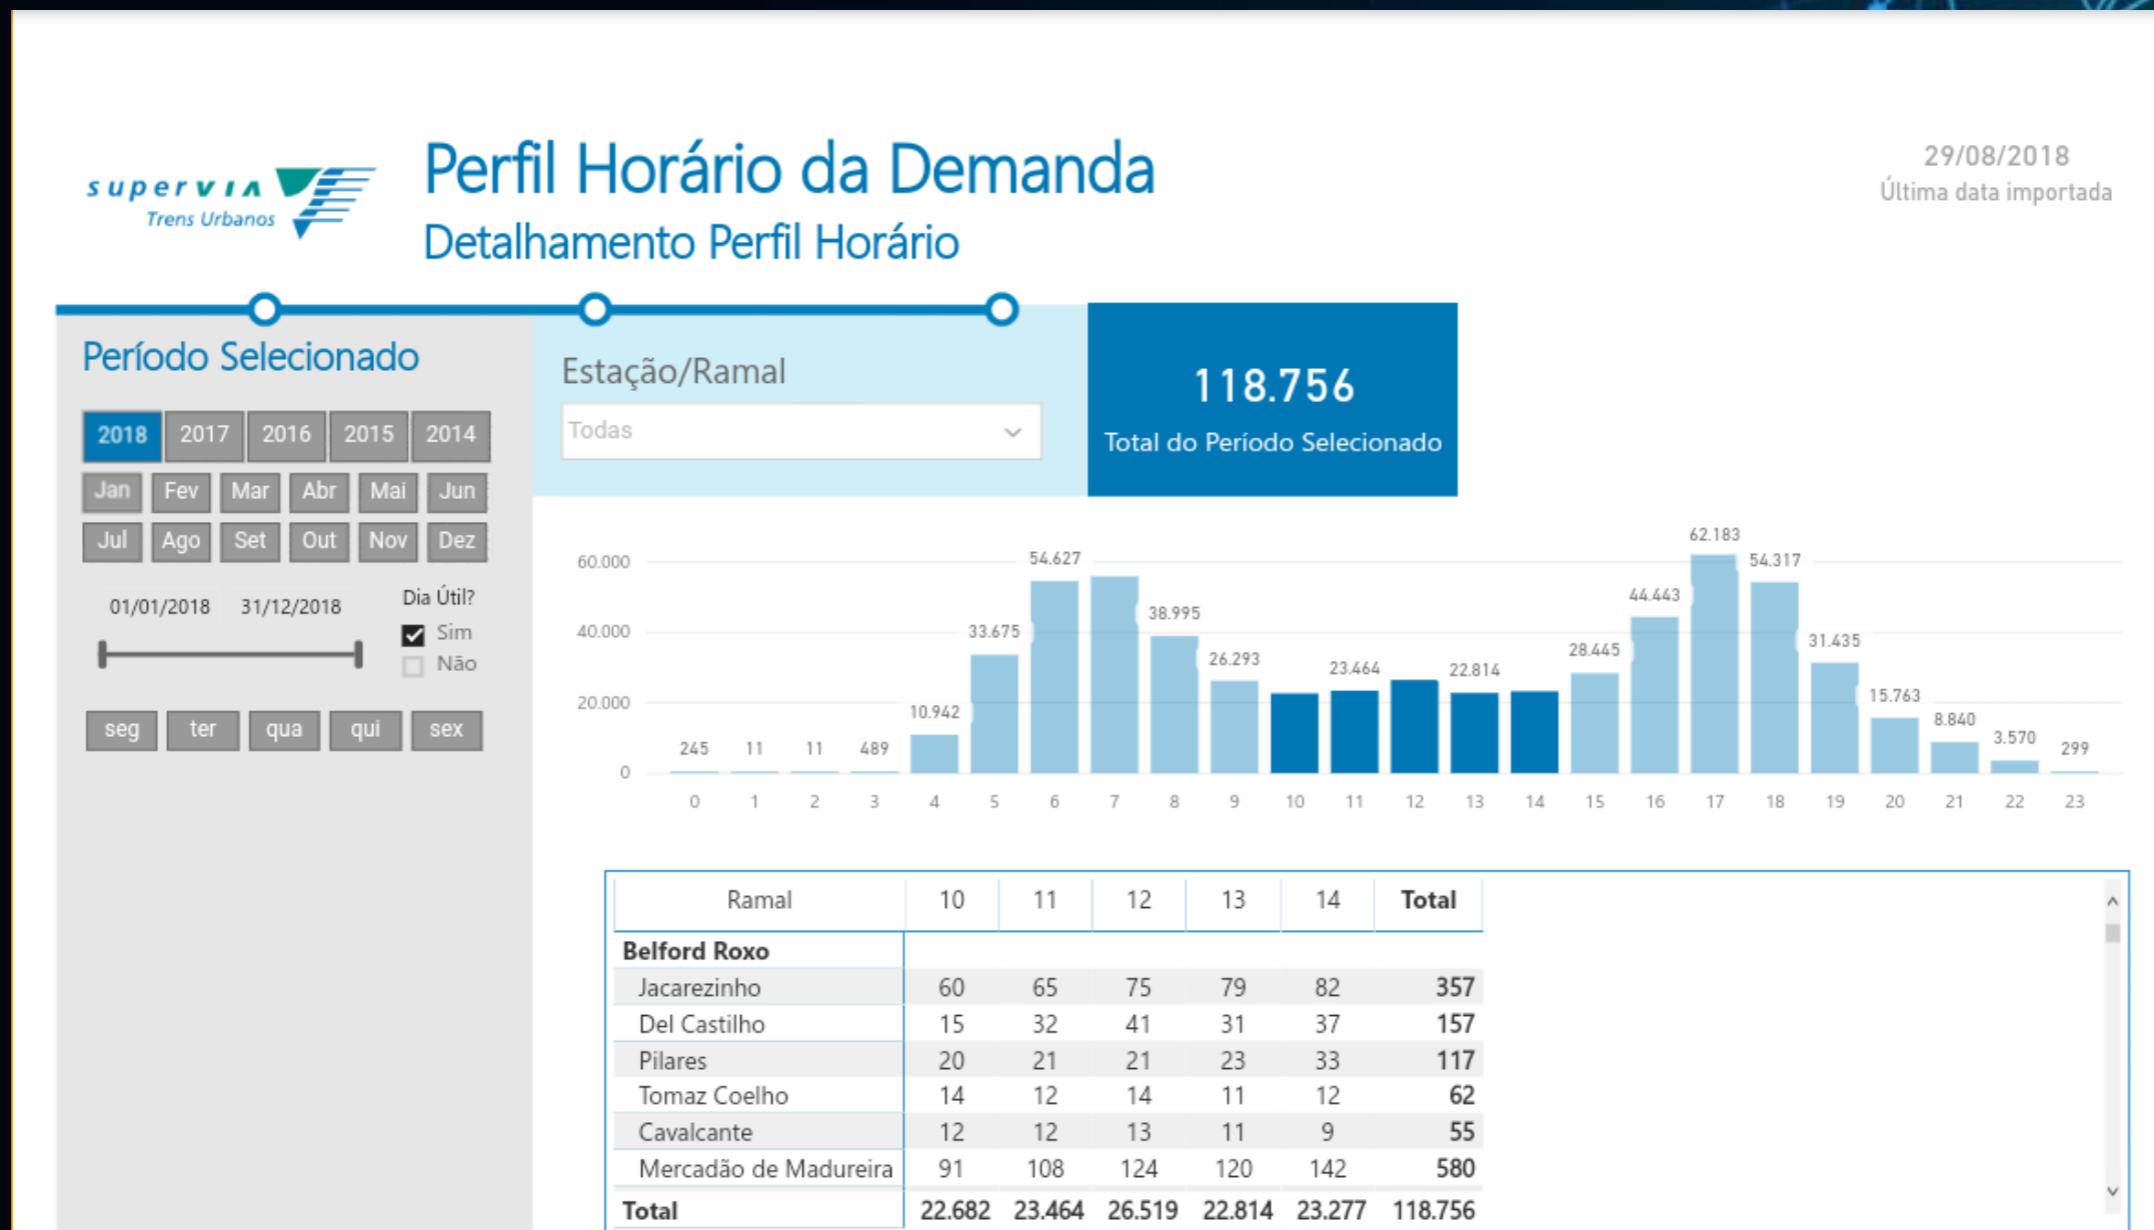 supervia
Trens Urbanos
Perfil Horário da Demanda
Detalhamento Perfil Horário
29/08/2018
Última data importada
Período Selecionado
2018 2017 2016 2015 2014
Jan Fev Mar Abr Mai Jun
Jul Ago Set Out Nov Dez
01/01/2018 31/12/2018
Dia Útil?
Sim
Não
seg ter qua qui sex
Estação/Ramal
Todas
118.756
Total do Período Selecionado
60.000
40.000
20.000
0
245 11 11 489 10.942 33.675 54.627 38.995 26.293 23.464 22.814 28.445 44.443 62.183 54.317 31.435 15.763 8.840 3.570 299
0 1 2 3 4 5 6 7 8 9 10 11 12 13 14 15 16 17 18 19 20 21 22 23
Ramal 10 11 12 13 14 Total
Belford Roxo
Jacarezinho 60 65 75 79 82 357
Del Castilho 15 32 41 31 37 157
Pilares 20 21 21 23 33 117
Tomaz Coelho 14 12 14 11 12 62
Cavalcante 12 12 13 11 9 55
Mercadão de Madureira 91 108 124 120 142 580
Total 22.682 23.464 26.519 22.814 23.277 118.756